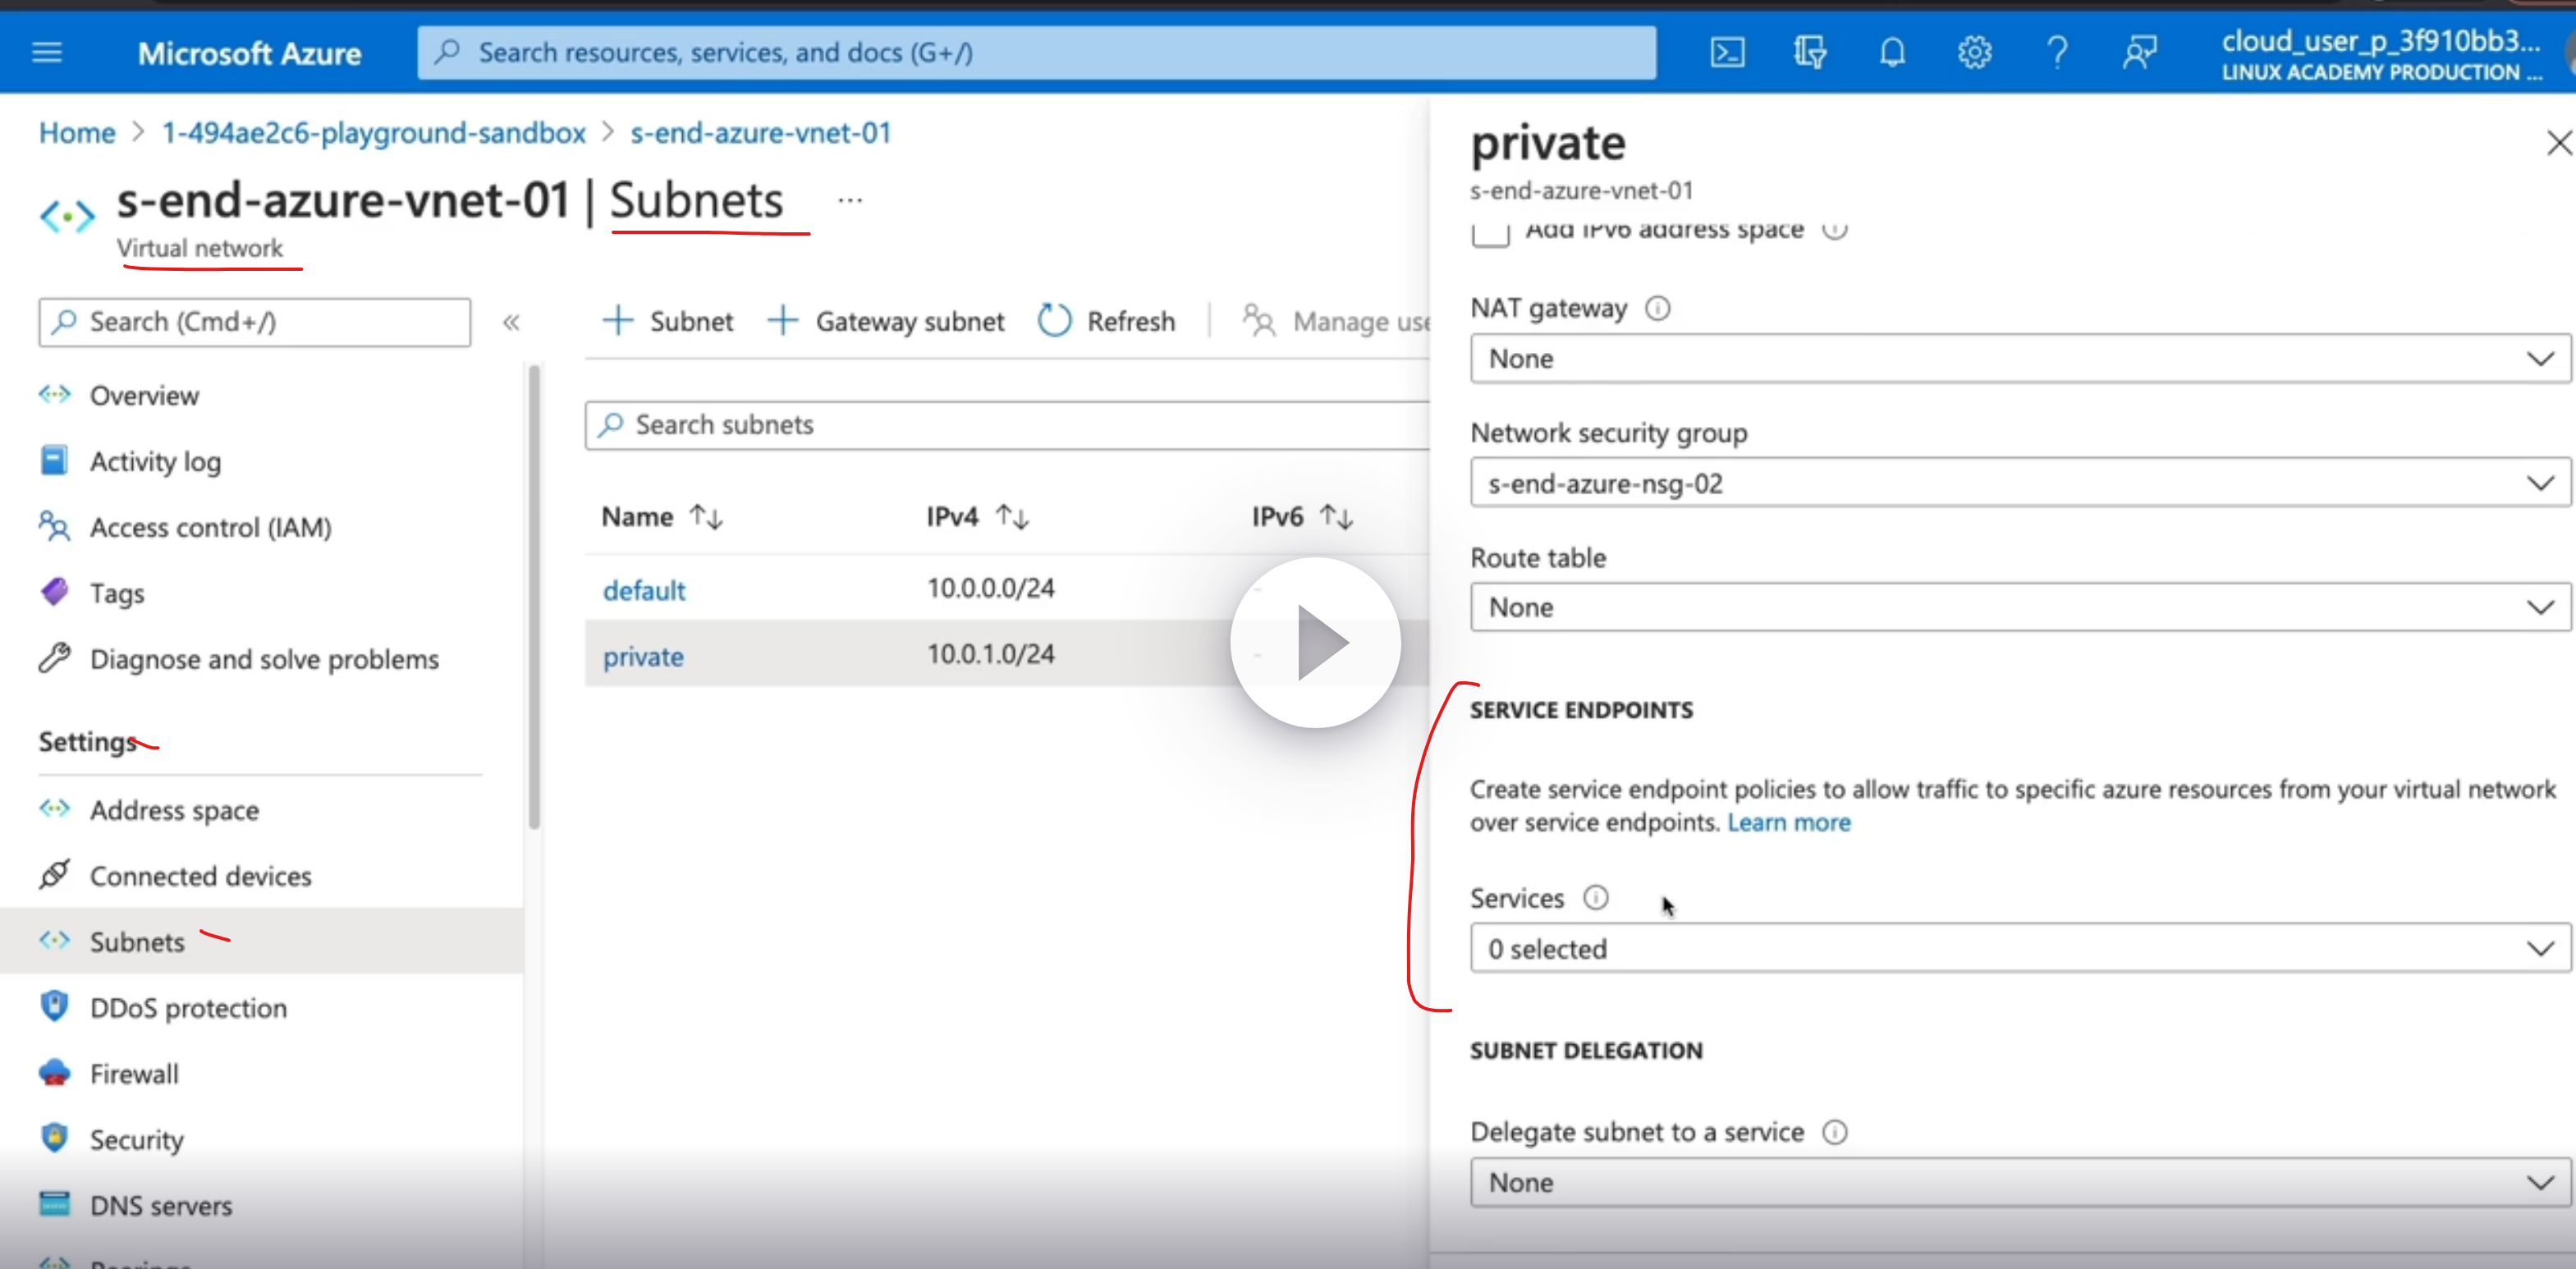 Microsoft Azure
Search resources, services, and docs (G+/)
cloud_user_p_3f910bb3...
LINUX ACADEMY PRODUCTION ...
Home > 1-494ae2c6-playground-sandbox > s-end-azure-vnet-01
s-end-azure-vnet-01 | Subnets ...
Virtual network
Search (Cmd+/)
«
Overview
Activity log
Access control (IAM)
Tags
Diagnose and solve problems
Settings
Address space
Connected devices
Subnets
DDoS protection
Firewall
Security
DNS servers
Peerings
+ Subnet + Gateway subnet Refresh | Manage use
Search subnets
Name ↑↓ IPv4 ↑↓ IPv6 ↑↓
default 10.0.0.0/24 -
private 10.0.1.0/24 -
private
s-end-azure-vnet-01
Add IPv6 address space
NAT gateway
None
Network security group
s-end-azure-nsg-02
Route table
None
SERVICE ENDPOINTS
Create service endpoint policies to allow traffic to specific azure resources from your virtual network
over service endpoints. Learn more
Services
0 selected
SUBNET DELEGATION
Delegate subnet to a service
None